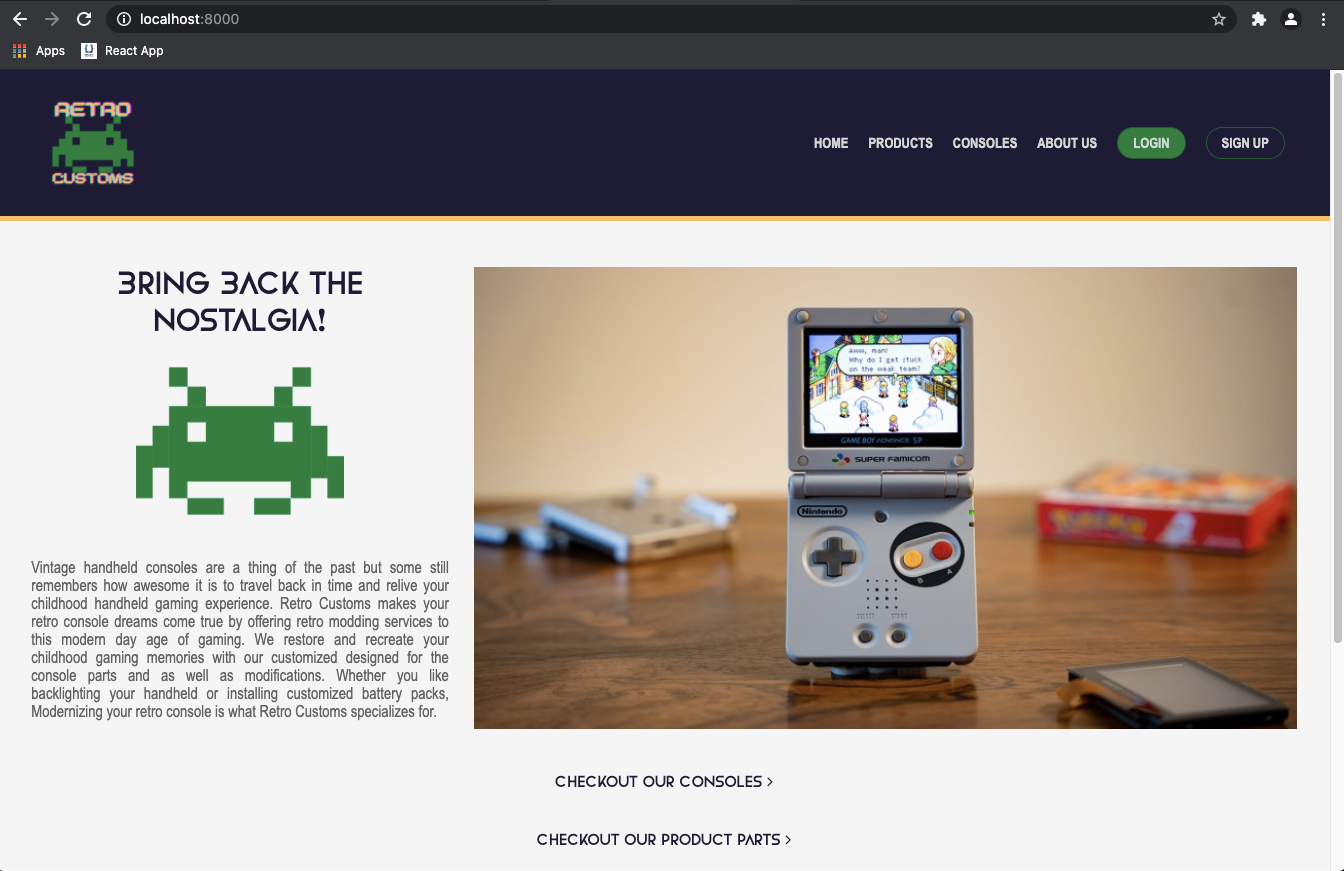 localhost:8000
Apps
React App
RETRO
CUSTOMS
HOME PRODUCTS CONSOLES ABOUT US LOGIN SIGN UP
BRING BACK THE
NOSTALGIA!
Vintage handheld consoles are a thing of the past but some still
remembers how awesome it is to travel back in time and relive your
childhood handheld gaming experience. Retro Customs makes your
retro console dreams come true by offering retro modding services to
this modern day age of gaming. We restore and recreate your
childhood gaming memories with our customized designed for the
console parts and as well as modifications. Whether you like
backlighting your handheld or installing customized battery packs,
Modernizing your retro console is what Retro Customs specializes for.
Aww, man!
Why do I get stuck
on the weak team?
GAME BOY ADVANCE SP
SUPER FAMICOM
Nintendo
B A
SELECT START
Pokémon
CHECKOUT OUR CONSOLES >
CHECKOUT OUR PRODUCT PARTS >